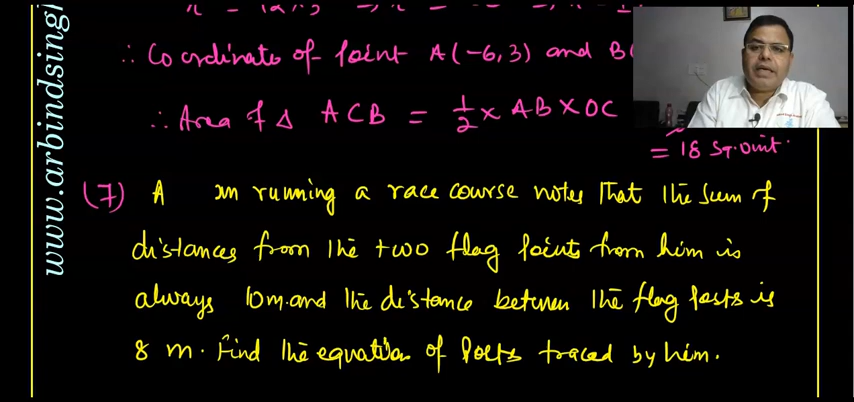 ∴ Coordinate of Point A(-6,3) and B(
∴ Area of Δ ACB = 1/2 × AB × OC
= 18 Sq.unit.
(7) A running a race course notes that the sum of
distances from the two flag points from him is
always 10m.and the distance between the flag posts is
8 m. Find the equation of Posts traced by him.
www.arbindsingh